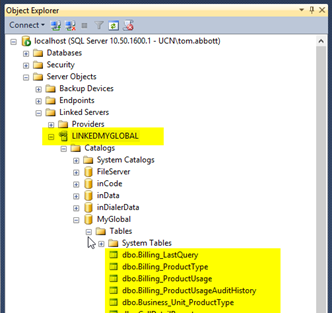 Object Explorer
Connect
localhost (SQL Server 10.50.1600.1 - UCN\tom.abbott)
Databases
Security
Server Objects
Backup Devices
Endpoints
Linked Servers
Providers
LINKEDMYGLOBAL
Catalogs
System Catalogs
FileServer
inCode
inData
inDialerData
MyGlobal
Tables
System Tables
dbo.Billing_LastQuery
dbo.Billing_ProductType
dbo.Billing_ProductUsage
dbo.Billing_ProductUsageAuditHistory
dbo.Business_Unit_ProductType